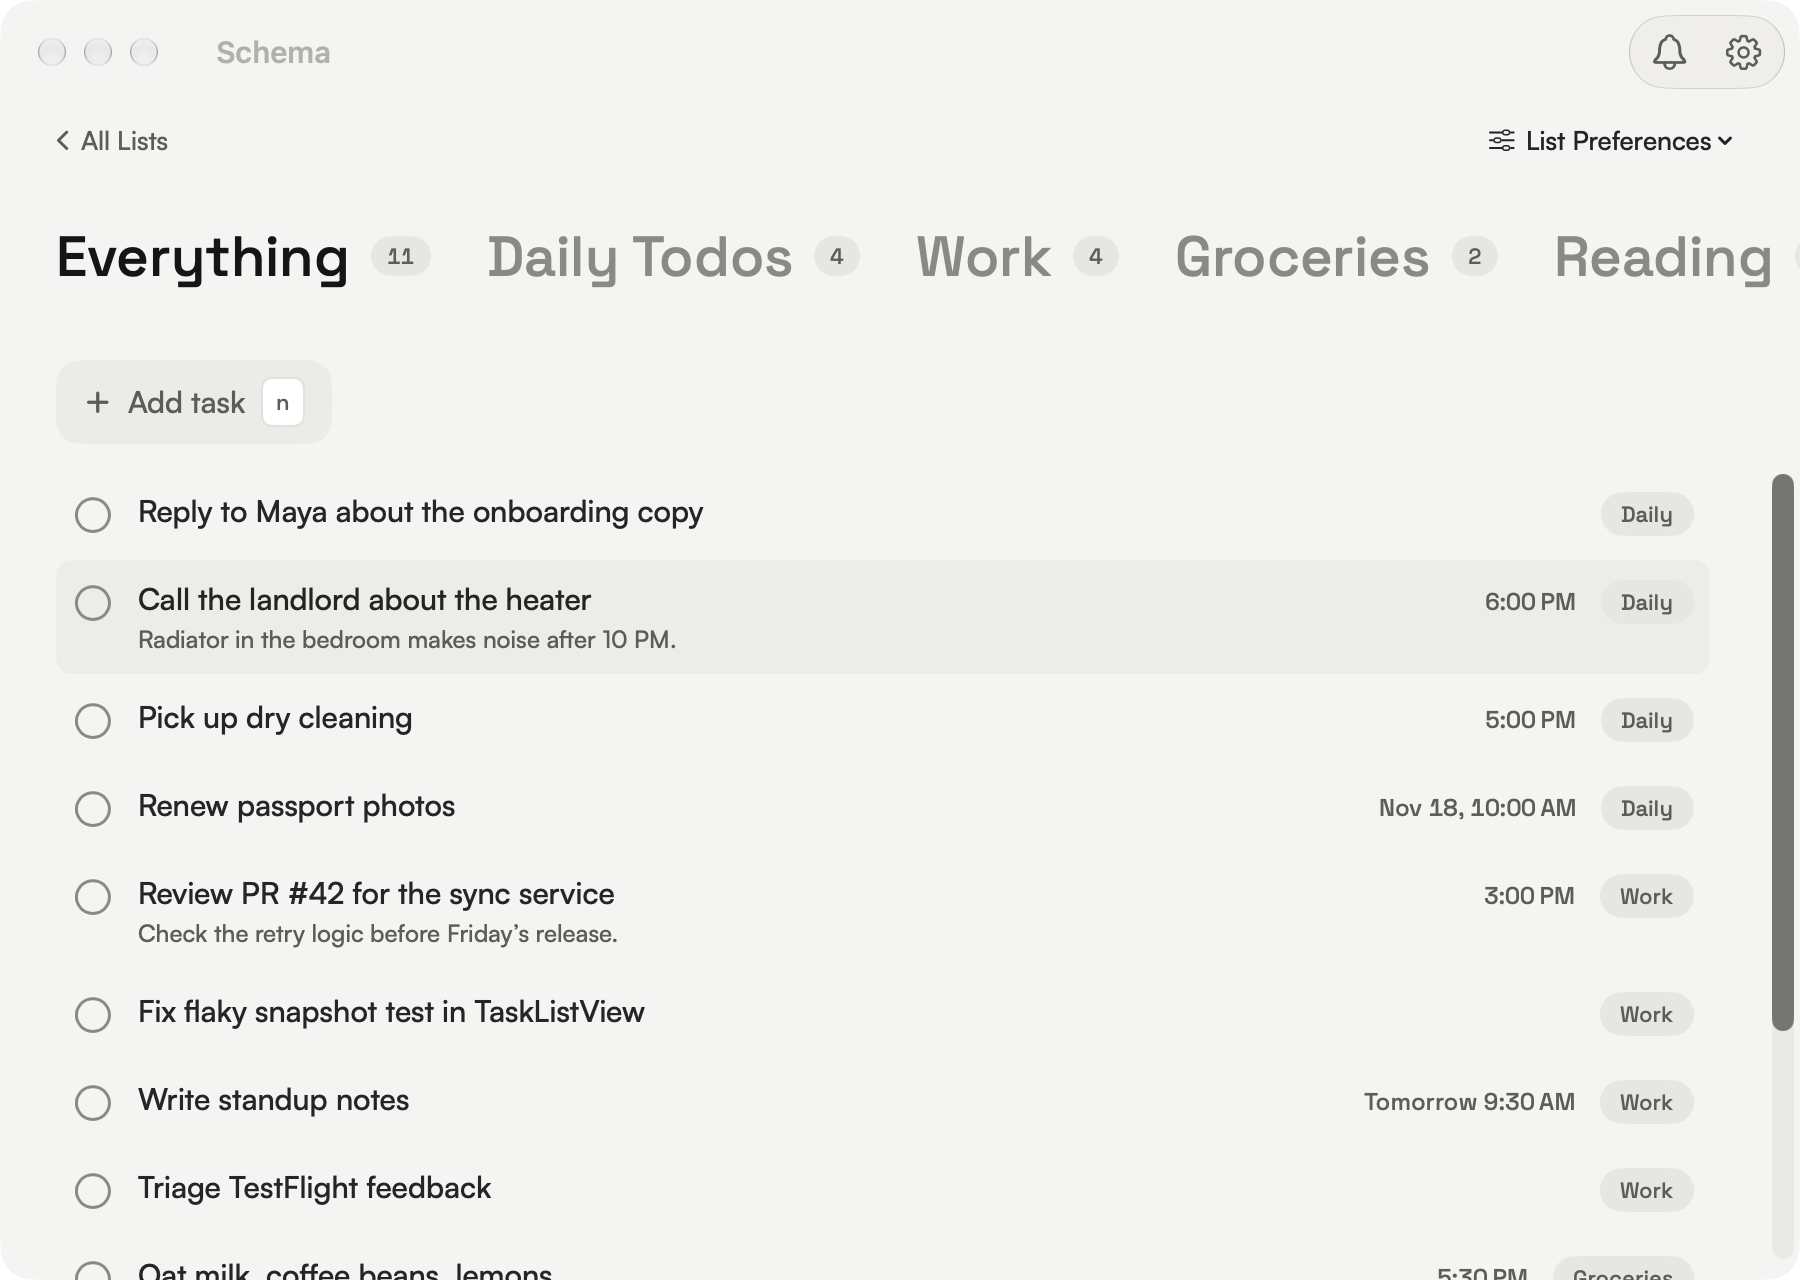 Schema
All Lists
List Preferences
Everything 11 Daily Todos 4 Work 4 Groceries 2 Reading
+ Add task n
Reply to Maya about the onboarding copy Daily
Call the landlord about the heater 6:00 PM Daily
Radiator in the bedroom makes noise after 10 PM.
Pick up dry cleaning 5:00 PM Daily
Renew passport photos Nov 18, 10:00 AM Daily
Review PR #42 for the sync service 3:00 PM Work
Check the retry logic before Friday’s release.
Fix flaky snapshot test in TaskListView Work
Write standup notes Tomorrow 9:30 AM Work
Triage TestFlight feedback Work
Oat milk, coffee beans, lemons 5:30 PM Groceries